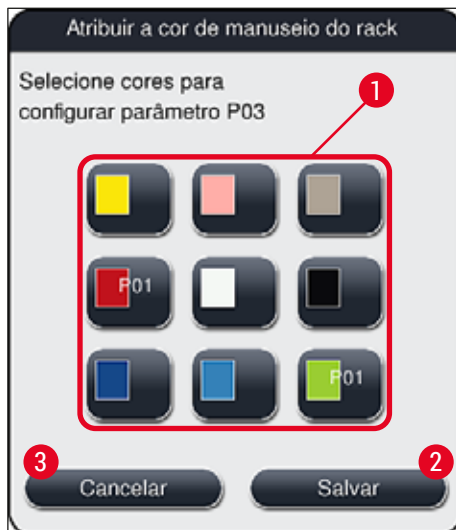 Atribuir a cor de manuseio do rack
Selecione cores para
configurar parâmetro P03
1
P01
P01
3
2
Cancelar
Salvar